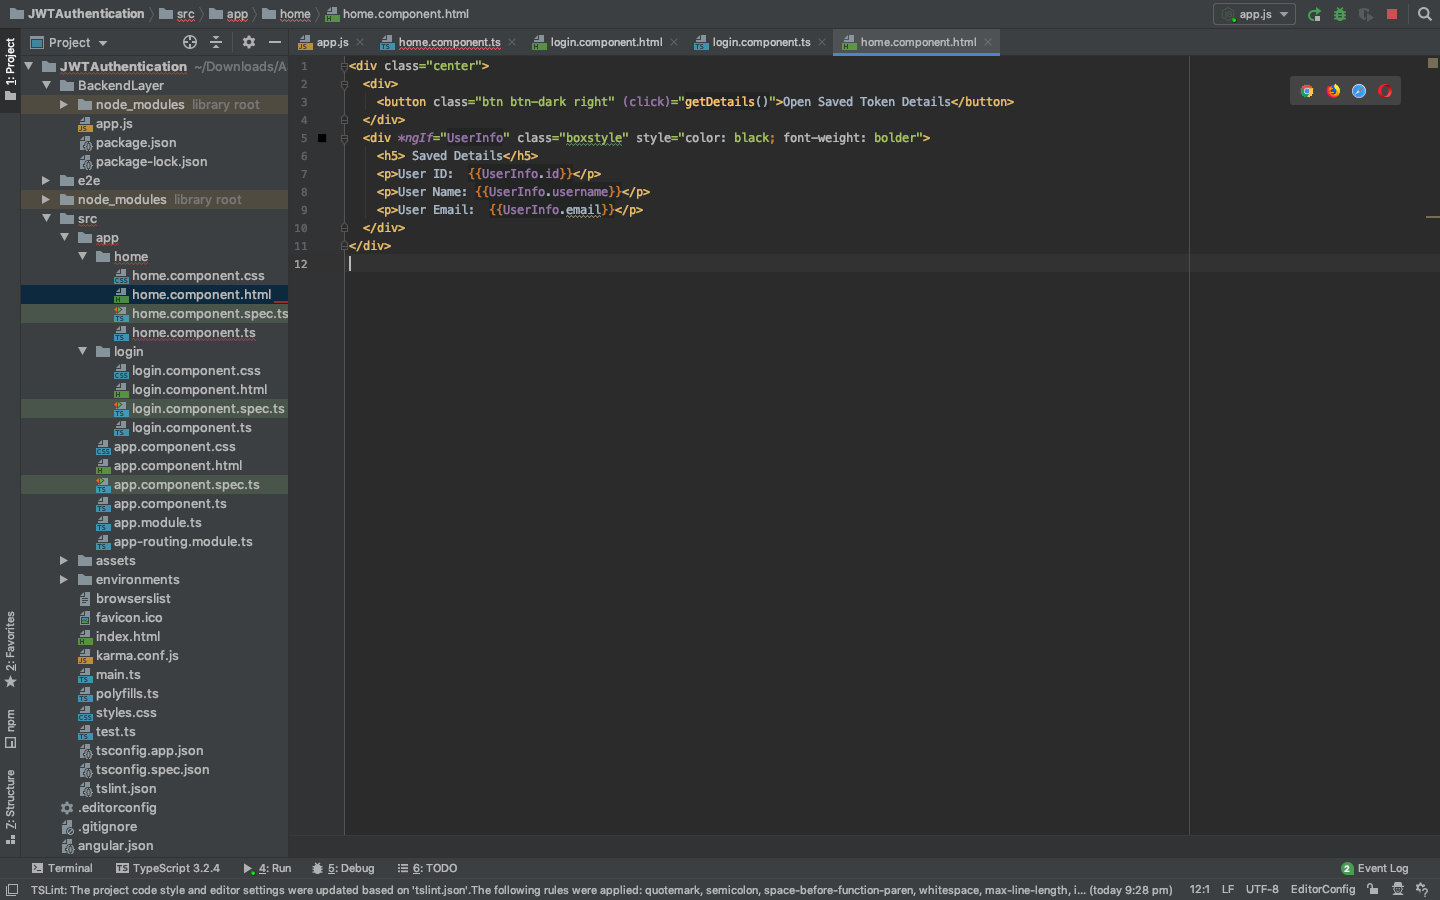 JWTAuthentication src app home home.component.html app.js
1: Project
Project
app.js home.component.ts login.component.html login.component.ts home.component.html
JWTAuthentication ~/Downloads/A
BackendLayer
node_modules library root
app.js
package.json
package-lock.json
e2e
node_modules library root
src
app
home
home.component.css
home.component.html
home.component.spec.ts
home.component.ts
login
login.component.css
login.component.html
login.component.spec.ts
login.component.ts
app.component.css
app.component.html
app.component.spec.ts
app.component.ts
app.module.ts
app-routing.module.ts
assets
environments
browserslist
favicon.ico
index.html
karma.conf.js
main.ts
polyfills.ts
styles.css
test.ts
tsconfig.app.json
tsconfig.spec.json
tslint.json
.editorconfig
.gitignore
angular.json
1 <div class="center">
2 <div>
3 <button class="btn btn-dark right" (click)="getDetails()">Open Saved Token Details</button>
4 </div>
5 <div *ngIf="UserInfo" class="boxstyle" style="color: black; font-weight: bolder">
6 <h5> Saved Details</h5>
7 <p>User ID:  {{UserInfo.id}}</p>
8 <p>User Name: {{UserInfo.username}}</p>
9 <p>User Email:  {{UserInfo.email}}</p>
10 </div>
11 </div>
12
2: Favorites
npm
7: Structure
Terminal TypeScript 3.2.4 4: Run 5: Debug 6: TODO 2 Event Log
TSLint: The project code style and editor settings were updated based on 'tslint.json'.The following rules were applied: quotemark, semicolon, space-before-function-paren, whitespace, max-line-length, i... (today 9:28 pm) 12:1 LF UTF-8 EditorConfig